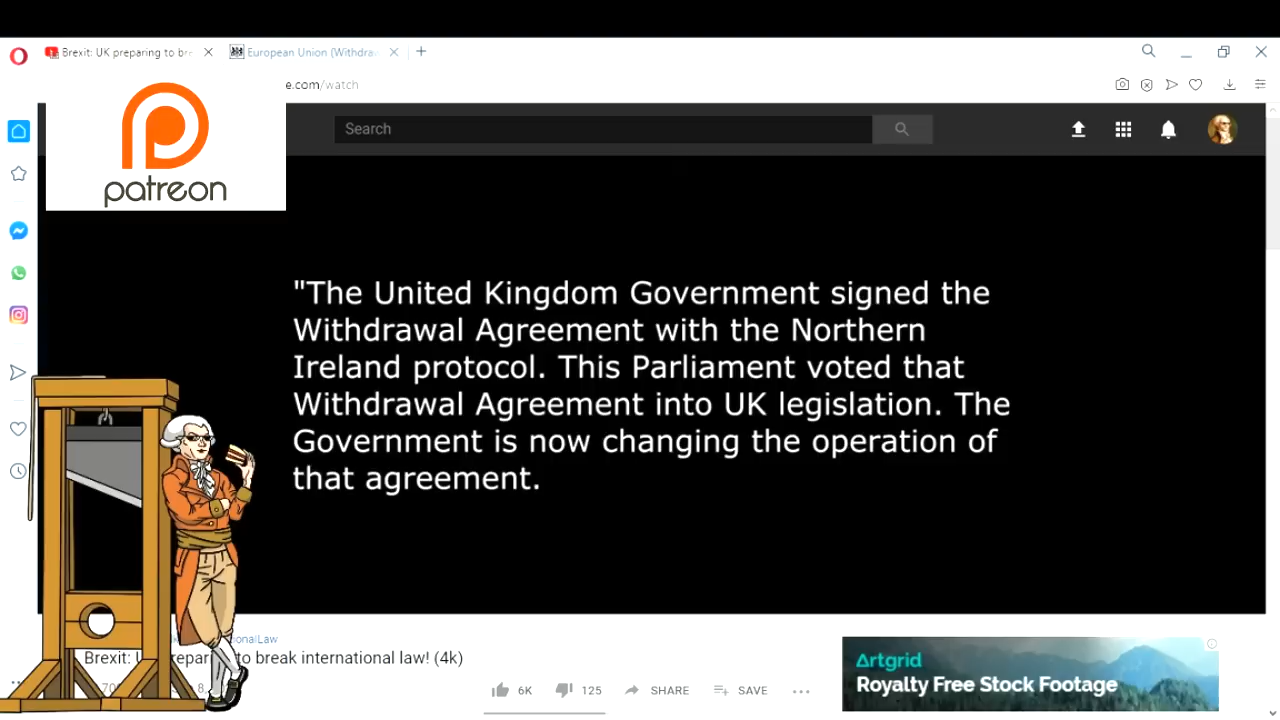 Brexit: UK preparing to bre
European Union (Withdra
e.com/watch
patreon
Search
"The United Kingdom Government signed the
Withdrawal Agreement with the Northern
Ireland protocol. This Parliament voted that
Withdrawal Agreement into UK legislation. The
Government is now changing the operation of
that agreement.
onalLaw
Brexit: U to break international law! (4k)
6K 125 SHARE SAVE
Artgrid
Royalty Free Stock Footage